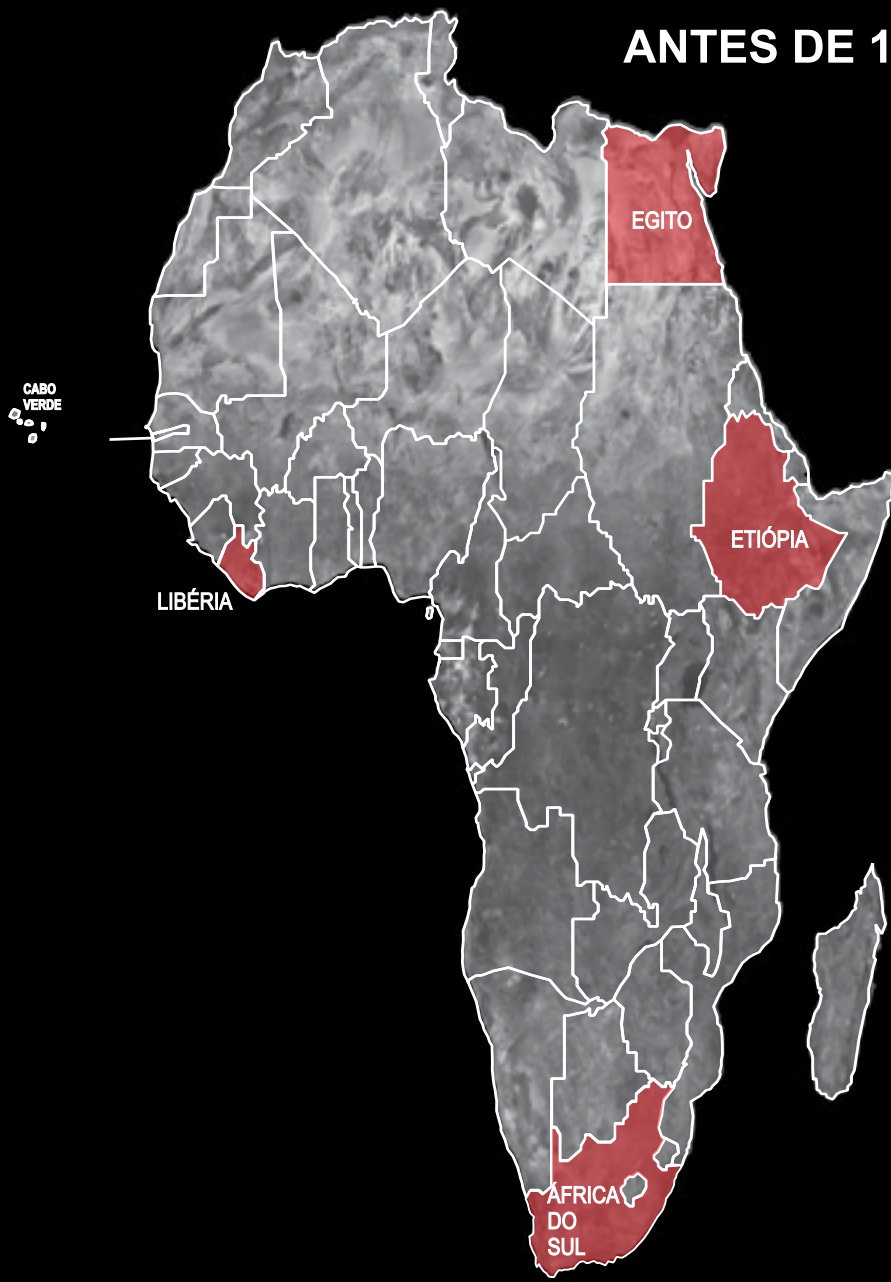 ANTES DE 1
EGITO
CABO
VERDE
ETIÓPIA
LIBÉRIA
ÁFRICA
DO
SUL